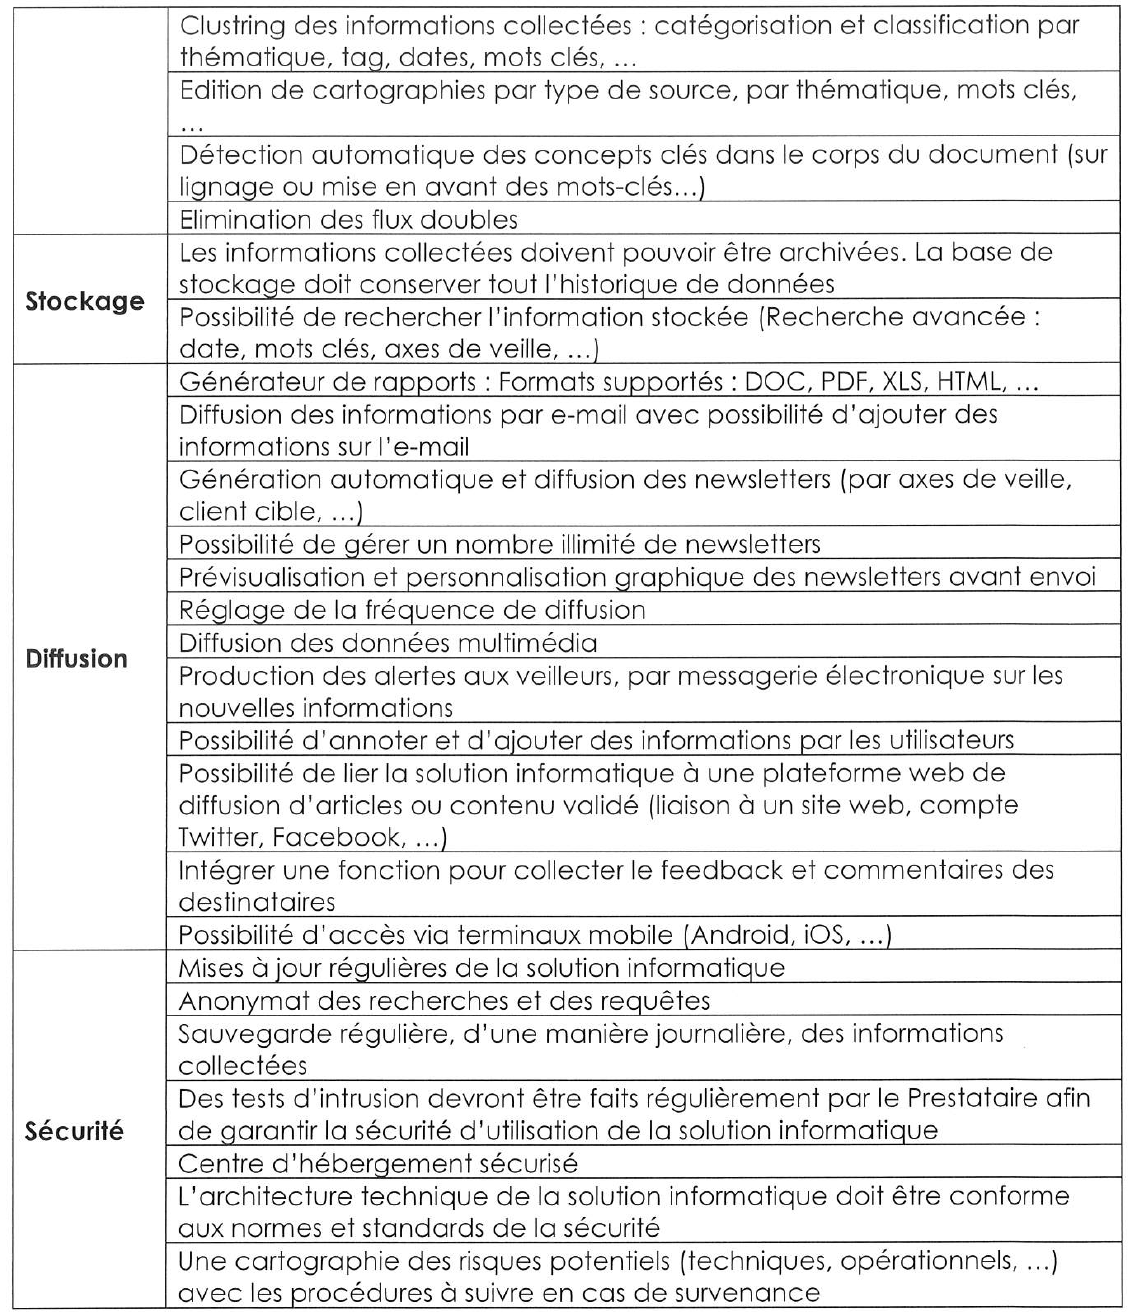 Clustring des informations collectées : catégorisation et classification par
thématique, tag, dates, mots clés, ...
Edition de cartographies par type de source, par thématique, mots clés,
...
Détection automatique des concepts clés dans le corps du document (sur
lignage ou mise en avant des mots-clés...)
Elimination des flux doubles
Stockage
Les informations collectées doivent pouvoir être archivées. La base de
stockage doit conserver tout l'historique de données
Possibilité de rechercher l'information stockée (Recherche avancée :
date, mots clés, axes de veille, ...)
Diffusion
Générateur de rapports : Formats supportés : DOC, PDF, XLS, HTML, ...
Diffusion des informations par e-mail avec possibilité d'ajouter des
informations sur l'e-mail
Génération automatique et diffusion des newsletters (par axes de veille,
client cible, ...)
Possibilité de gérer un nombre illimité de newsletters
Prévisualisation et personnalisation graphique des newsletters avant envoi
Réglage de la fréquence de diffusion
Diffusion des données multimédia
Production des alertes aux veilleurs, par messagerie électronique sur les
nouvelles informations
Possibilité d'annoter et d'ajouter des informations par les utilisateurs
Possibilité de lier la solution informatique à une plateforme web de
diffusion d'articles ou contenu validé (liaison à un site web, compte
Twitter, Facebook, ...)
Intégrer une fonction pour collecter le feedback et commentaires des
destinataires
Possibilité d'accès via terminaux mobile (Android, iOS, ...)
Sécurité
Mises à jour régulières de la solution informatique
Anonymat des recherches et des requêtes
Sauvegarde régulière, d'une manière journalière, des informations
collectées
Des tests d'intrusion devront être faits régulièrement par le Prestataire afin
de garantir la sécurité d'utilisation de la solution informatique
Centre d'hébergement sécurisé
L'architecture technique de la solution informatique doit être conforme
aux normes et standards de la sécurité
Une cartographie des risques potentiels (techniques, opérationnels, ...)
avec les procédures à suivre en cas de survenance